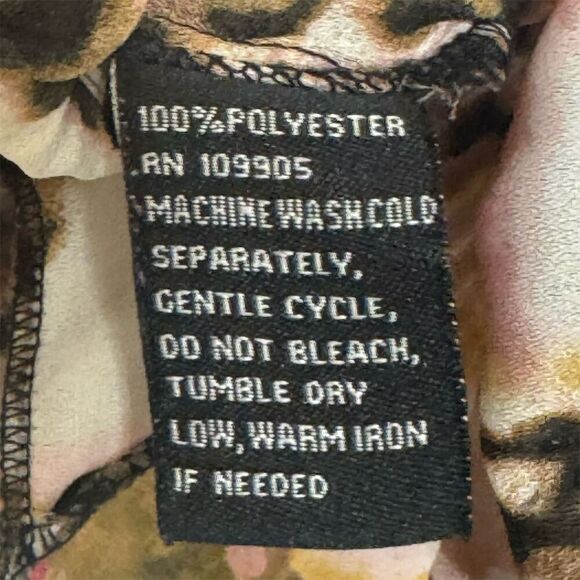 100% POLYESTER
RN 109905
MACHINE WASH COLD
SEPARATELY,
GENTLE CYCLE,
DO NOT BLEACH,
TUMBLE DRY
LOW, WARM IRON
IF NEEDED